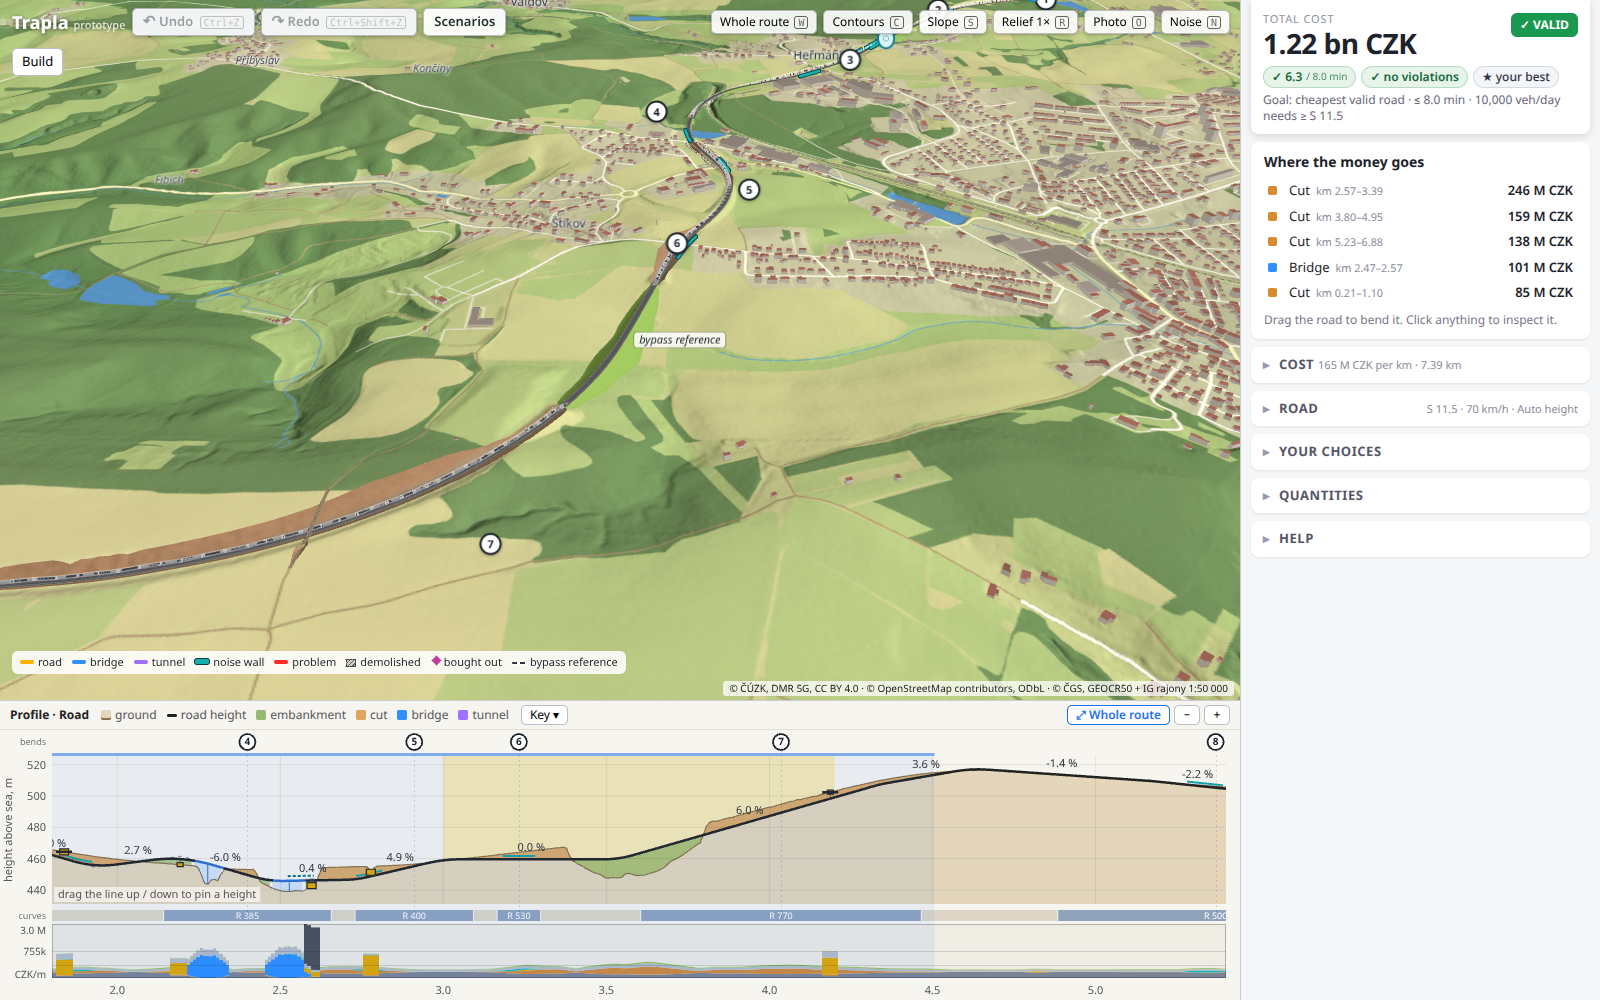 Trapla prototype
↶ Undo Ctrl+Z
↷ Redo Ctrl+Shift+Z
Scenarios
Whole route W
Contours C
Slope S
Relief 1× R
Photo O
Noise N
Build
Přibyslav
Končiny
Valdov
2
1
3
4
5
6
7
Fibich
Štikov
bypass reference
road
bridge
tunnel
noise wall
problem
demolished
bought out
bypass reference
© ČÚZK, DMR 5G, CC BY 4.0 · © OpenStreetMap contributors, ODbL · © ČGS, GEOCR50 + IG rajony 1:50 000
TOTAL COST
✓ VALID
1.22 bn CZK
✓ 6.3 / 8.0 min
✓ no violations
★ your best
Goal: cheapest valid road · ≤ 8.0 min · 10,000 veh/day
needs ≥ S 11.5
Where the money goes
Cut km 2.57–3.39 246 M CZK
Cut km 3.80–4.95 159 M CZK
Cut km 5.23–6.88 138 M CZK
Bridge km 2.47–2.57 101 M CZK
Cut km 0.21–1.10 85 M CZK
Drag the road to bend it. Click anything to inspect it.
▶ COST 165 M CZK per km · 7.39 km
▶ ROAD S 11.5 · 70 km/h · Auto height
▶ YOUR CHOICES
▶ QUANTITIES
▶ HELP
Profile · Road
ground
road height
embankment
cut
bridge
tunnel
Key ▾
⤢ Whole route
−
+
bends
4
5
6
7
8
height above sea, m
520
500
480
460
440
%
2.7 %
-6.0 %
0.4 %
4.9 %
0.0 %
6.0 %
3.6 %
-1.4 %
-2.2 %
drag the line up / down to pin a height
curves
R 385
R 400
R 530
R 770
R 500
3.0 M
755k
CZK/m
2.0
2.5
3.0
3.5
4.0
4.5
5.0